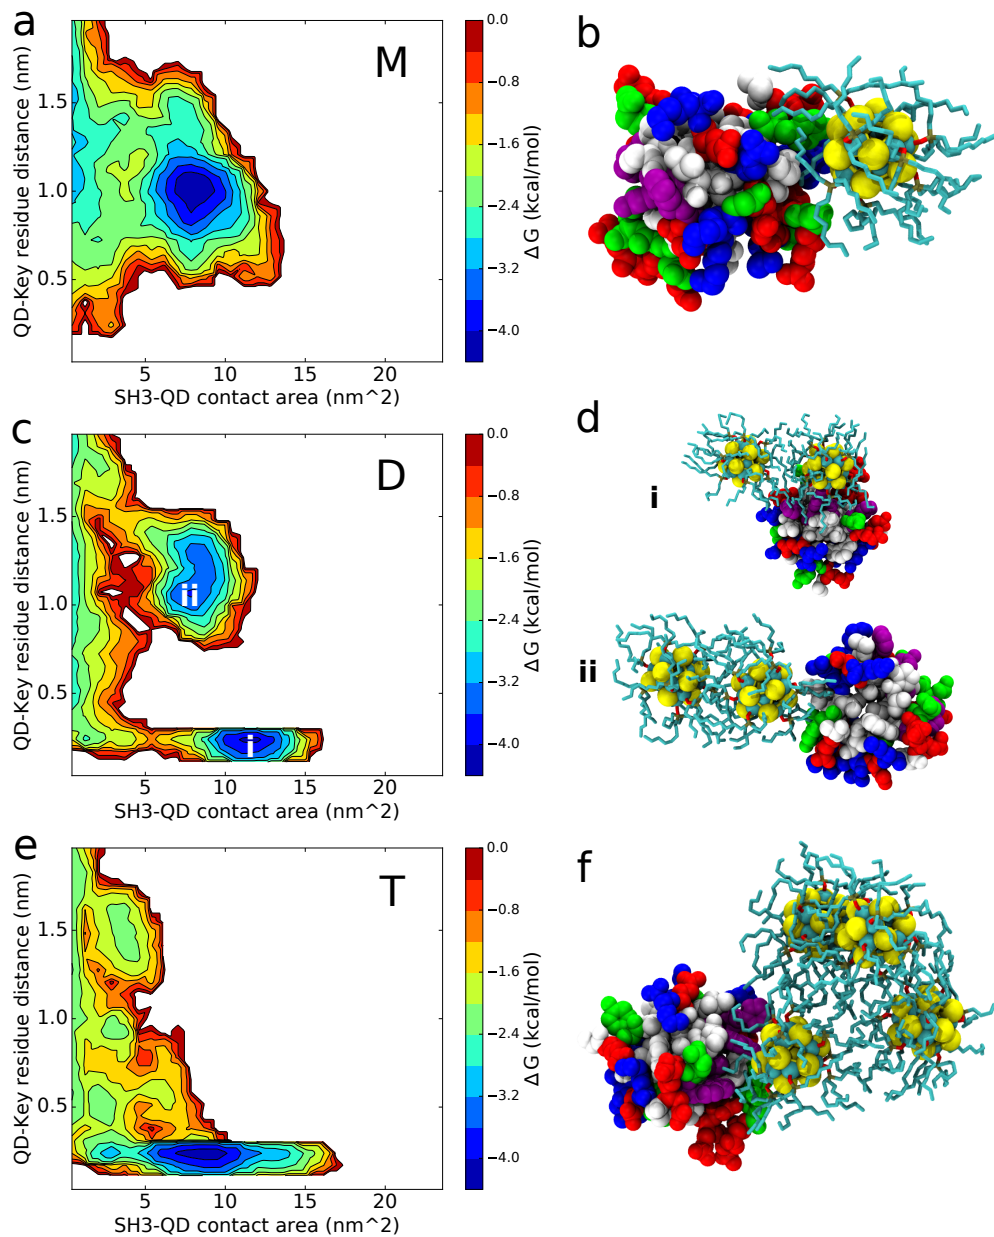 a
M
QD-Key residue distance (nm)
1.5
1.0
0.5
5
10
15
20
SH3-QD contact area (nm^2)
0.0
−0.8
−1.6
−2.4
−3.2
−4.0
ΔG (kcal/mol)
b
c
D
QD-Key residue distance (nm)
1.5
1.0
0.5
ii
i
5
10
15
20
SH3-QD contact area (nm^2)
0.0
−0.8
−1.6
−2.4
−3.2
−4.0
ΔG (kcal/mol)
d
i
ii
e
T
QD-Key residue distance (nm)
1.5
1.0
0.5
5
10
15
20
SH3-QD contact area (nm^2)
0.0
−0.8
−1.6
−2.4
−3.2
−4.0
ΔG (kcal/mol)
f